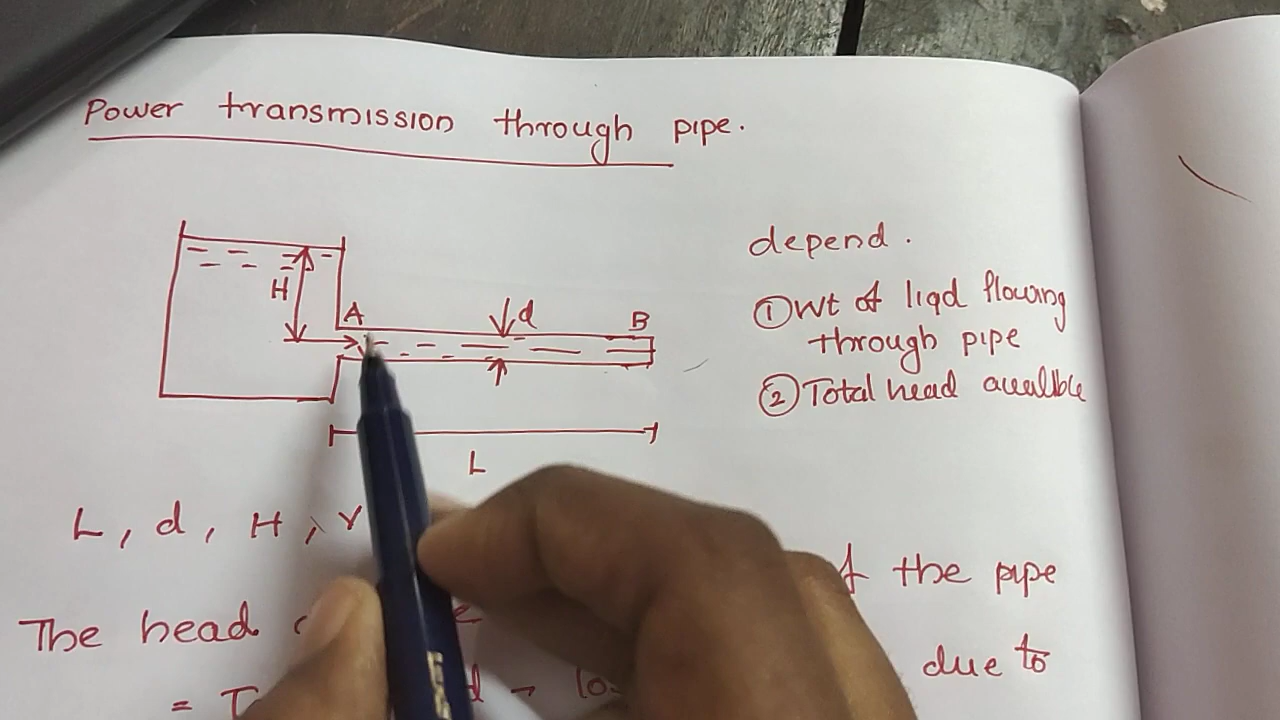 Power transmission through pipe.
depend.
① Wt of liqd flowing
through pipe
② Total head avalible
H
A
d
B
L
L, d, H, V
the pipe
The head
due to
=